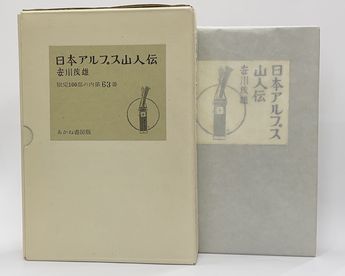 日本アルプス山人伝
安川茂雄
限定100部の内第63番
あかね書房版
日本アルプス
山人伝
安川茂雄